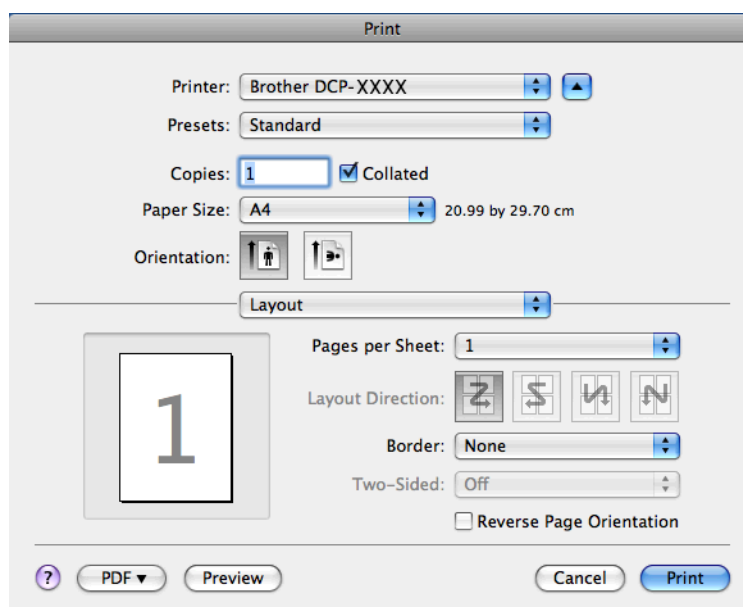 Print
Printer: Brother DCP-XXXX
Presets: Standard
Copies: 1 Collated
Paper Size: A4 20.99 by 29.70 cm
Orientation:
Layout
Pages per Sheet: 1
Layout Direction:
1
Border: None
Two-Sided: Off
Reverse Page Orientation
? PDF▼ Preview Cancel Print